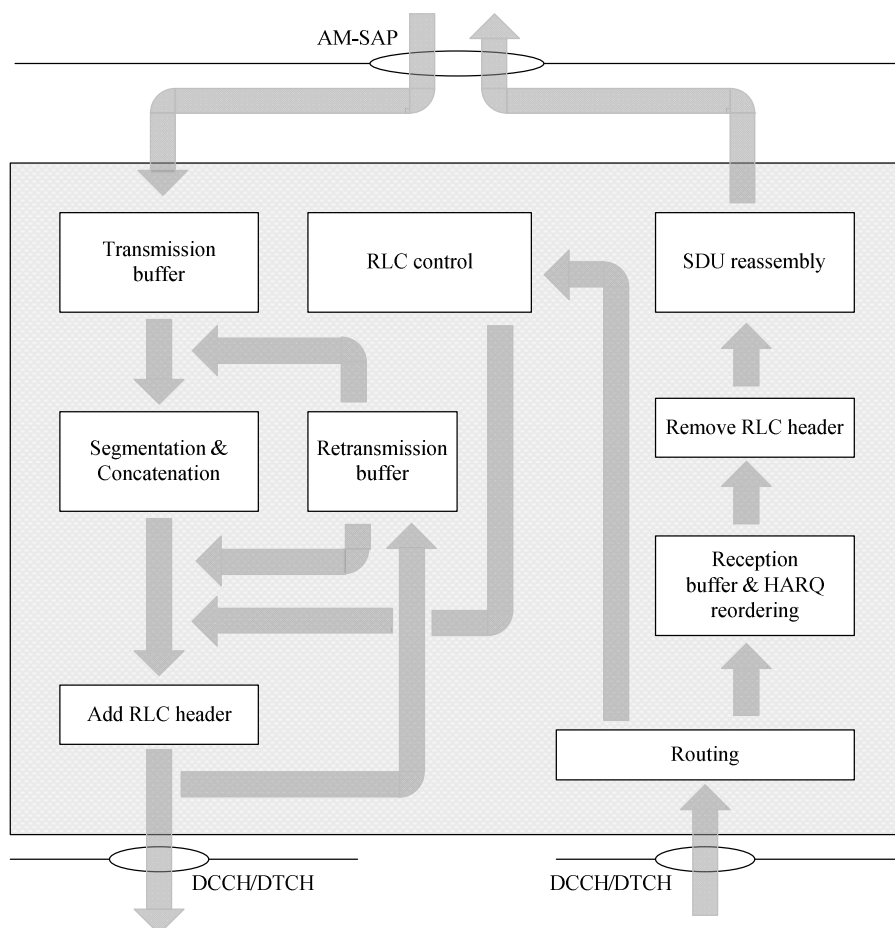 AM-SAP
Transmission
buffer
RLC control
SDU reassembly
Segmentation &
Concatenation
Retransmission
buffer
Remove RLC header
Reception
buffer & HARQ
reordering
Add RLC header
Routing
DCCH/DTCH
DCCH/DTCH